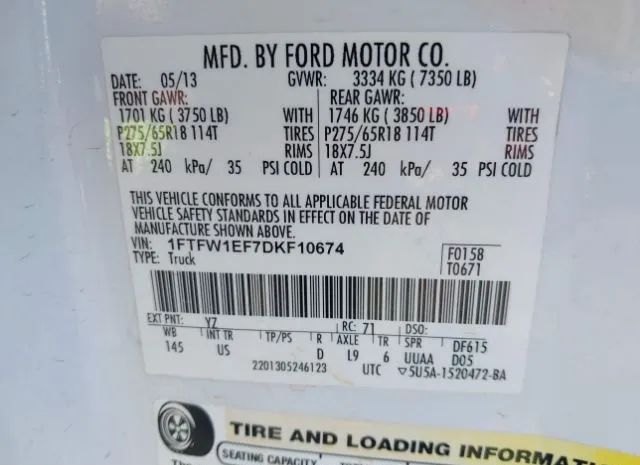 MFD. BY FORD MOTOR CO.
DATE: 05/13 GVWR: 3334 KG ( 7350 LB)
FRONT GAWR: REAR GAWR:
1701 KG ( 3750 LB) WITH 1746 KG ( 3850 LB) WITH
P275/65R18 114T TIRES P275/65R18 114T TIRES
18X7.5J RIMS 18X7.5J RIMS
AT 240 kPa/ 35 PSI COLD AT 240 kPa/ 35 PSI COLD
THIS VEHICLE CONFORMS TO ALL APPLICABLE FEDERAL MOTOR
VEHICLE SAFETY STANDARDS IN EFFECT ON THE DATE OF
MANUFACTURE SHOWN ABOVE.
VIN: 1FTFW1EF7DKF10674 F0158
TYPE: Truck T0671
EXT PNT: YZ RC: 71 DSO:
WB INT TR TP/PS R AXLE TR SPR DF615
145 US D L9 6 UUAA D05
2201305246123 UTC ▽5U5A-1520472-BA
TIRE AND LOADING INFORMATION
SEATING CAPACITY